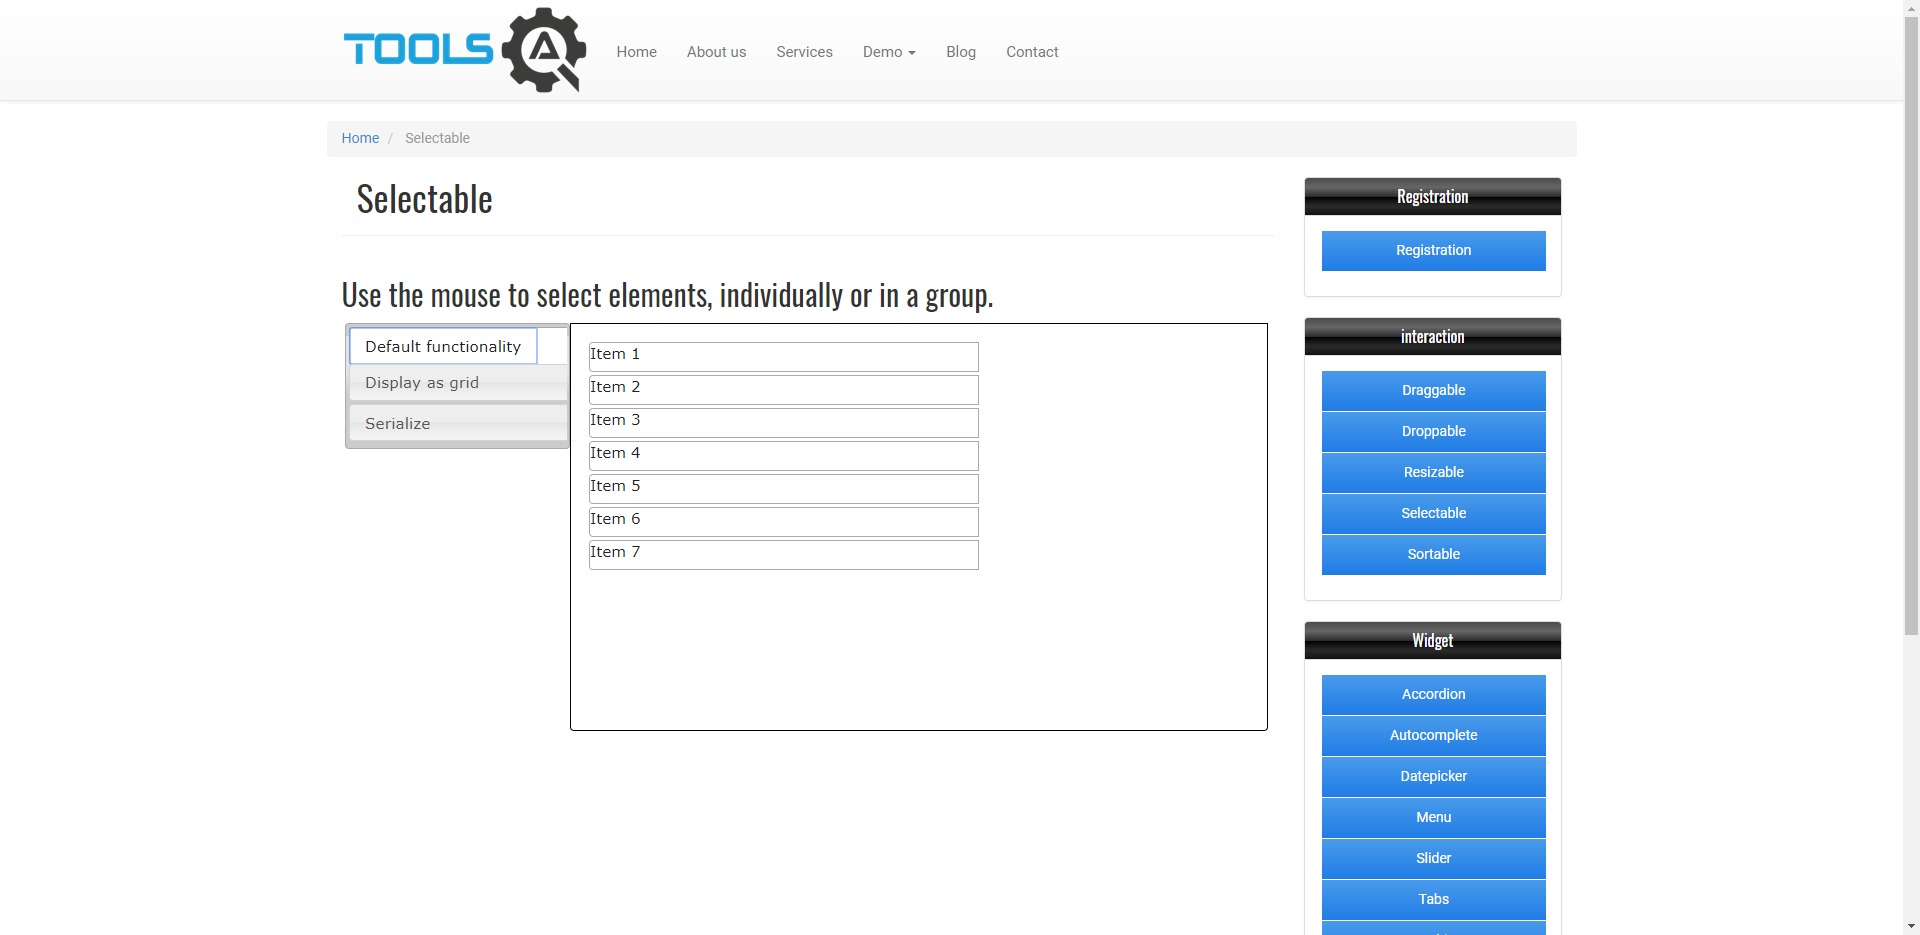 TOOLS QA
Home About us Services Demo Blog Contact
Home / Selectable
Selectable
Use the mouse to select elements, individually or in a group.
Default functionality
Display as grid
Serialize
Item 1
Item 2
Item 3
Item 4
Item 5
Item 6
Item 7
Registration
Registration
interaction
Draggable
Droppable
Resizable
Selectable
Sortable
Widget
Accordion
Autocomplete
Datepicker
Menu
Slider
Tabs